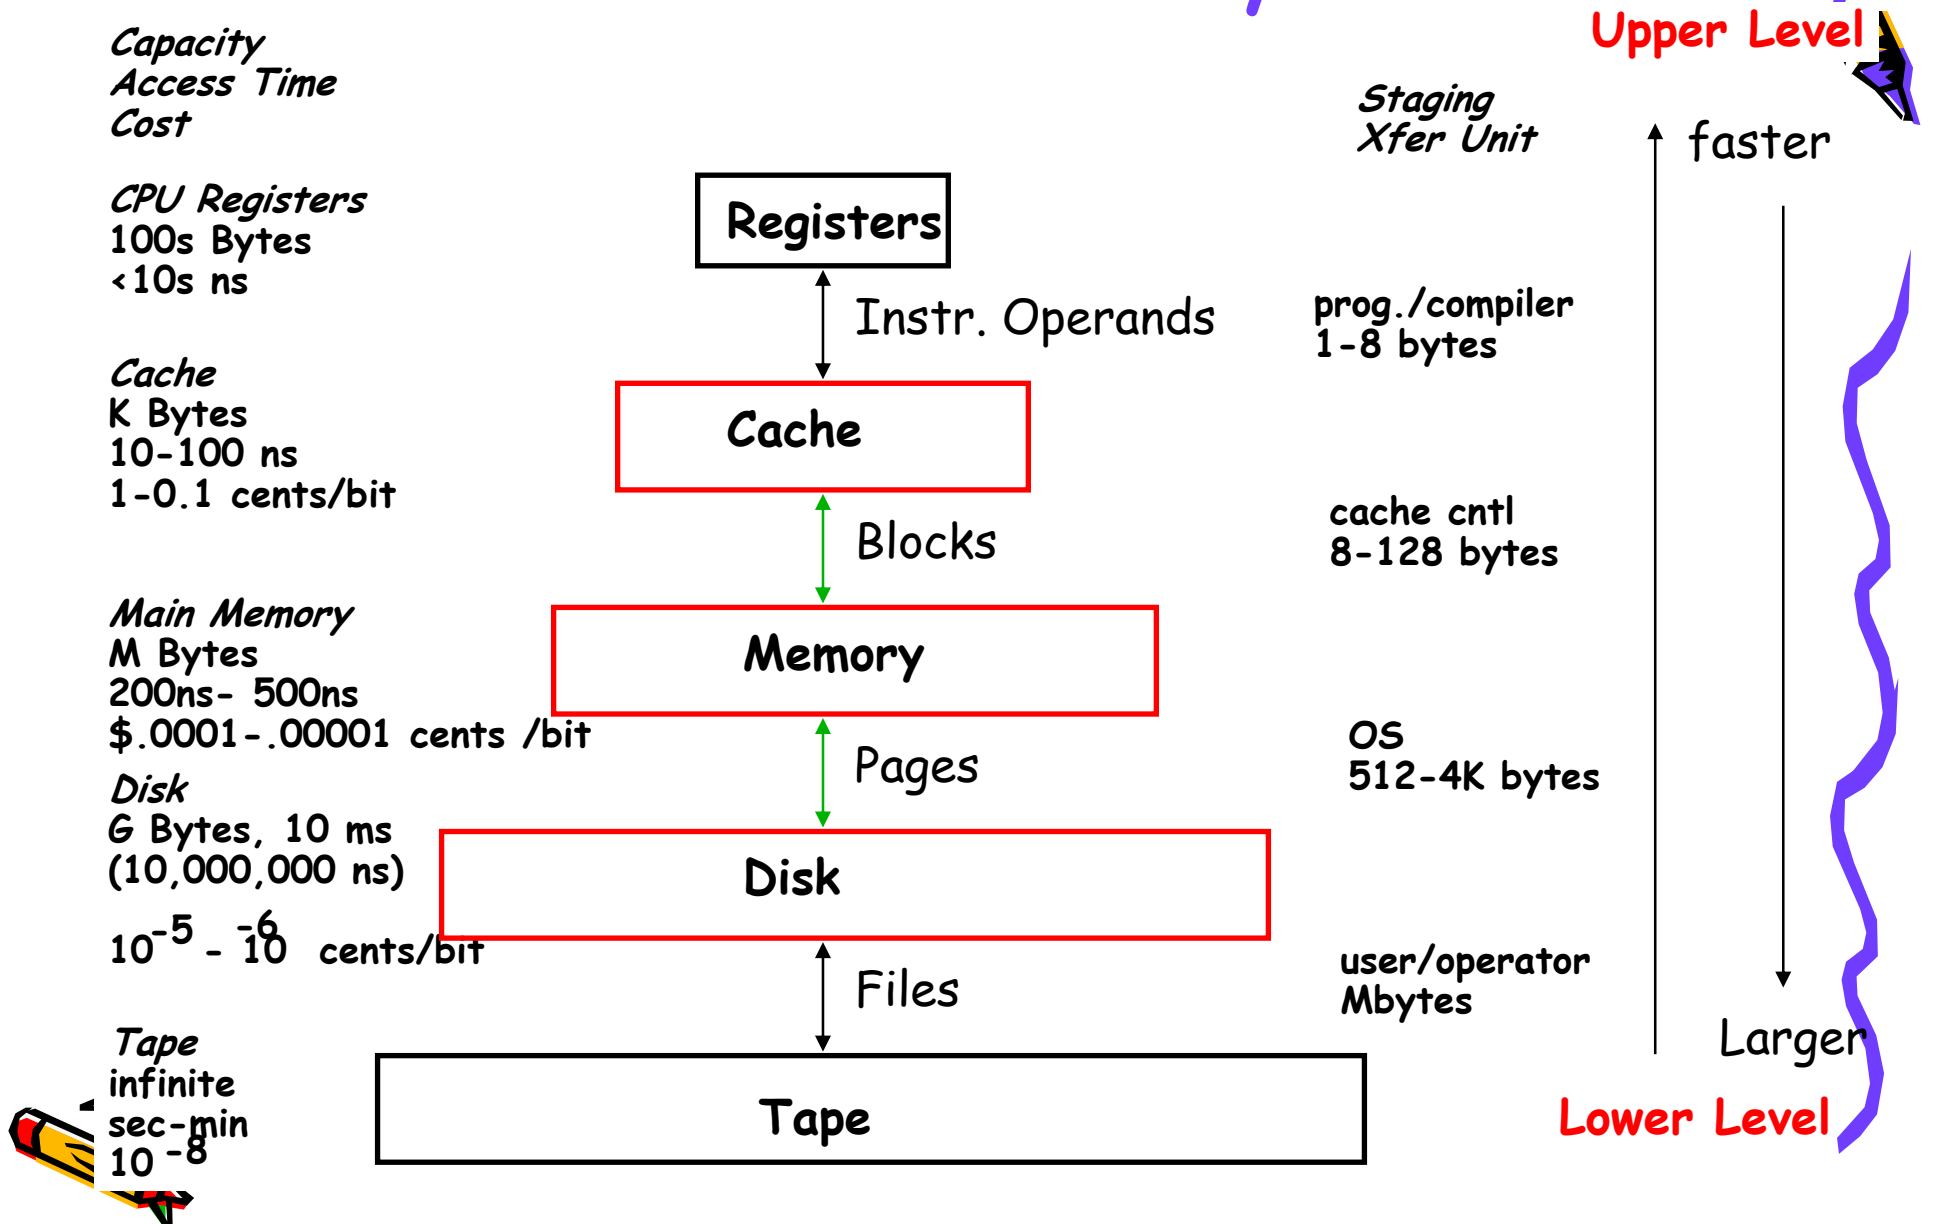 Upper Level
Capacity
Access Time
Cost
Staging
Xfer Unit
faster
CPU Registers
100s Bytes
<10s ns
Registers
Instr. Operands
prog./compiler
1-8 bytes
Cache
K Bytes
10-100 ns
1-0.1 cents/bit
Cache
Blocks
cache cntl
8-128 bytes
Main Memory
M Bytes
200ns- 500ns
$.0001-.00001 cents /bit
Memory
Pages
OS
512-4K bytes
Disk
G Bytes, 10 ms
(10,000,000 ns)
10⁻⁵ - 10⁻⁶ cents/bit
Disk
Files
user/operator
Mbytes
Larger
Tape
infinite
sec-min
10⁻⁸
Tape
Lower Level